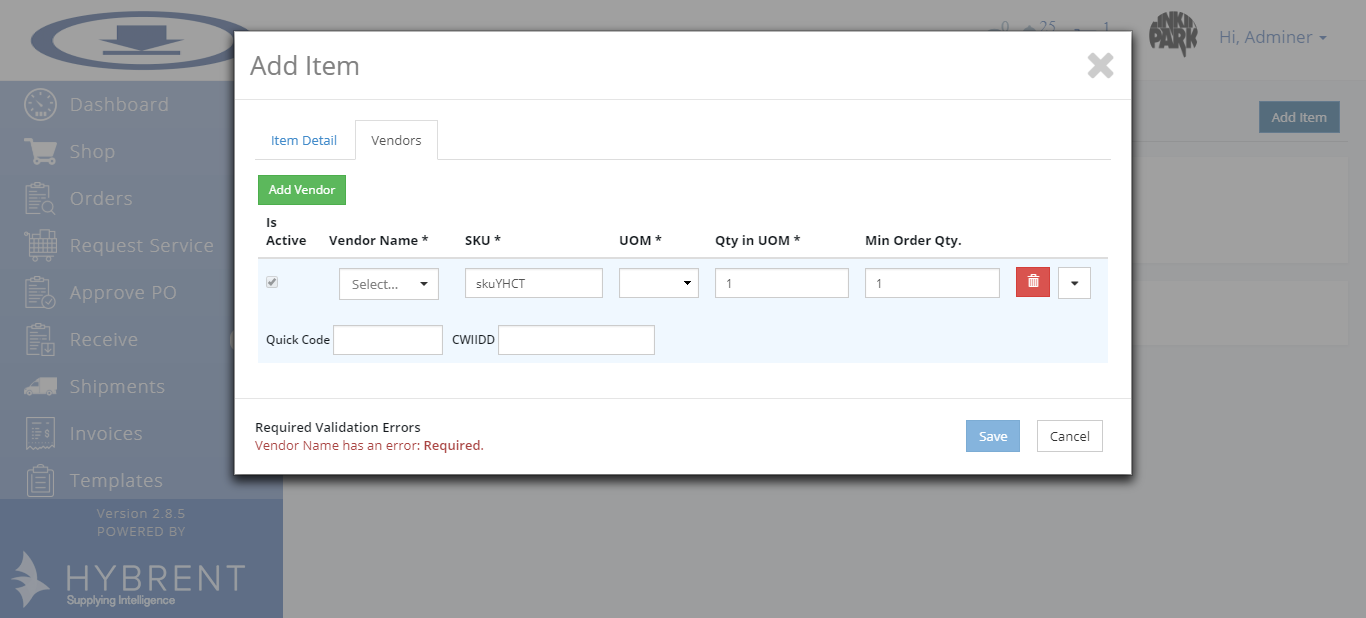 0 25 1
LINKIN
PARK
Hi, Adminer
Add Item
Dashboard
Shop
Orders
Request Service
Approve PO
Receive
Shipments
Invoices
Templates
Version 2.8.5
POWERED BY
HYBRENT
Supplying Intelligence
Add Item
Item Detail Vendors
Add Vendor
Is
Active Vendor Name * SKU * UOM * Qty in UOM * Min Order Qty.
Select... skuYHCT 1 1
Quick Code CWIIDD
Required Validation Errors
Vendor Name has an error: Required.
Save Cancel